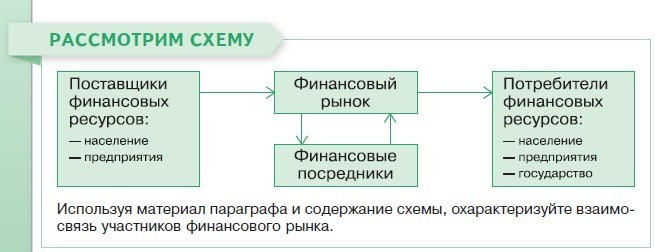 РАССМОТРИМ СХЕМУ
Поставщики
финансовых
ресурсов:
— население
— предприятия
Финансовый
рынок
Финансовые
посредники
Потребители
финансовых
ресурсов:
— население
— предприятия
— государство
Используя материал параграфа и содержание схемы, охарактеризуйте взаимо-
связь участников финансового рынка.